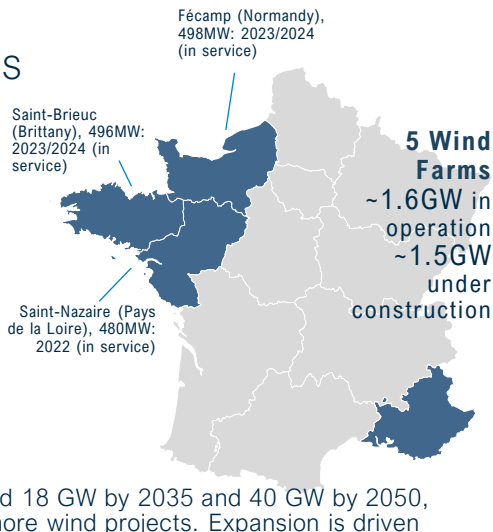 Fécamp (Normandy),
498MW: 2023/2024
(in service)
S
Saint-Brieuc
(Brittany), 496MW:
2023/2024 (in
service)
5 Wind
Farms
~1.6GW in
operation
~1.5GW
under
construction
Saint-Nazaire (Pays
de la Loire), 480MW:
2022 (in service)
d 18 GW by 2035 and 40 GW by 2050,
ore wind projects. Expansion is driven